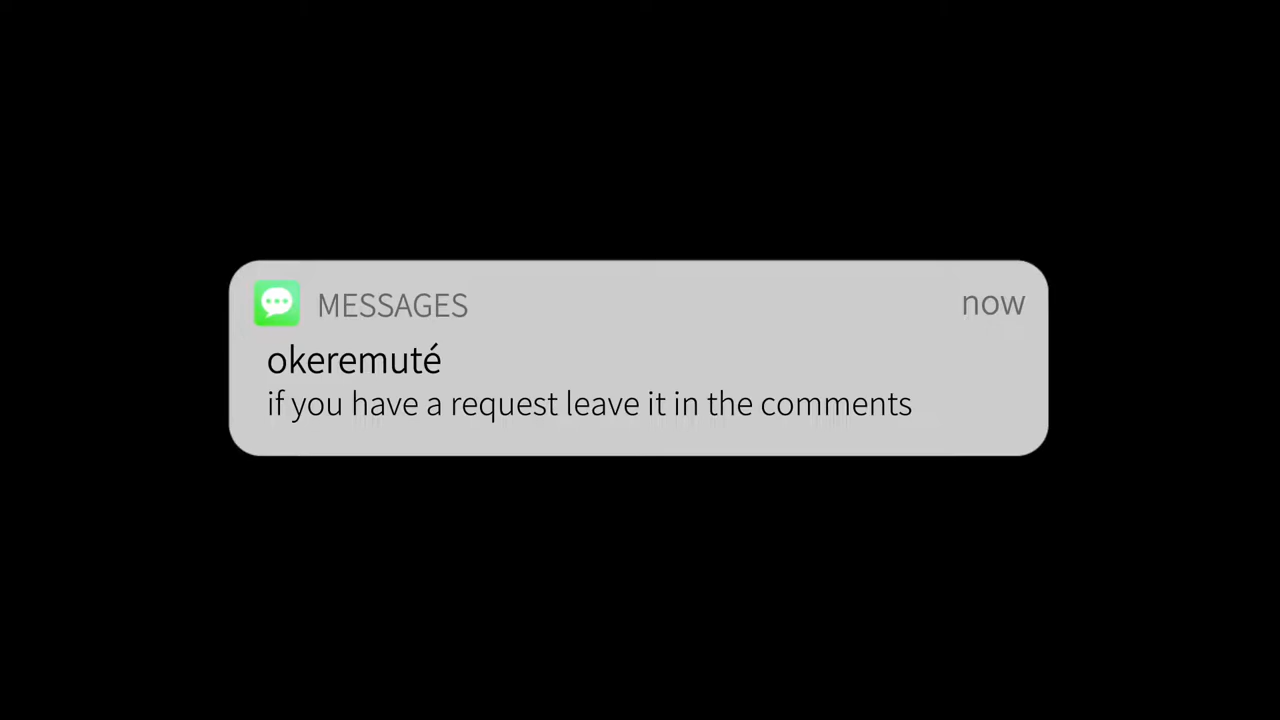 MESSAGES now
okeremuté
if you have a request leave it in the comments